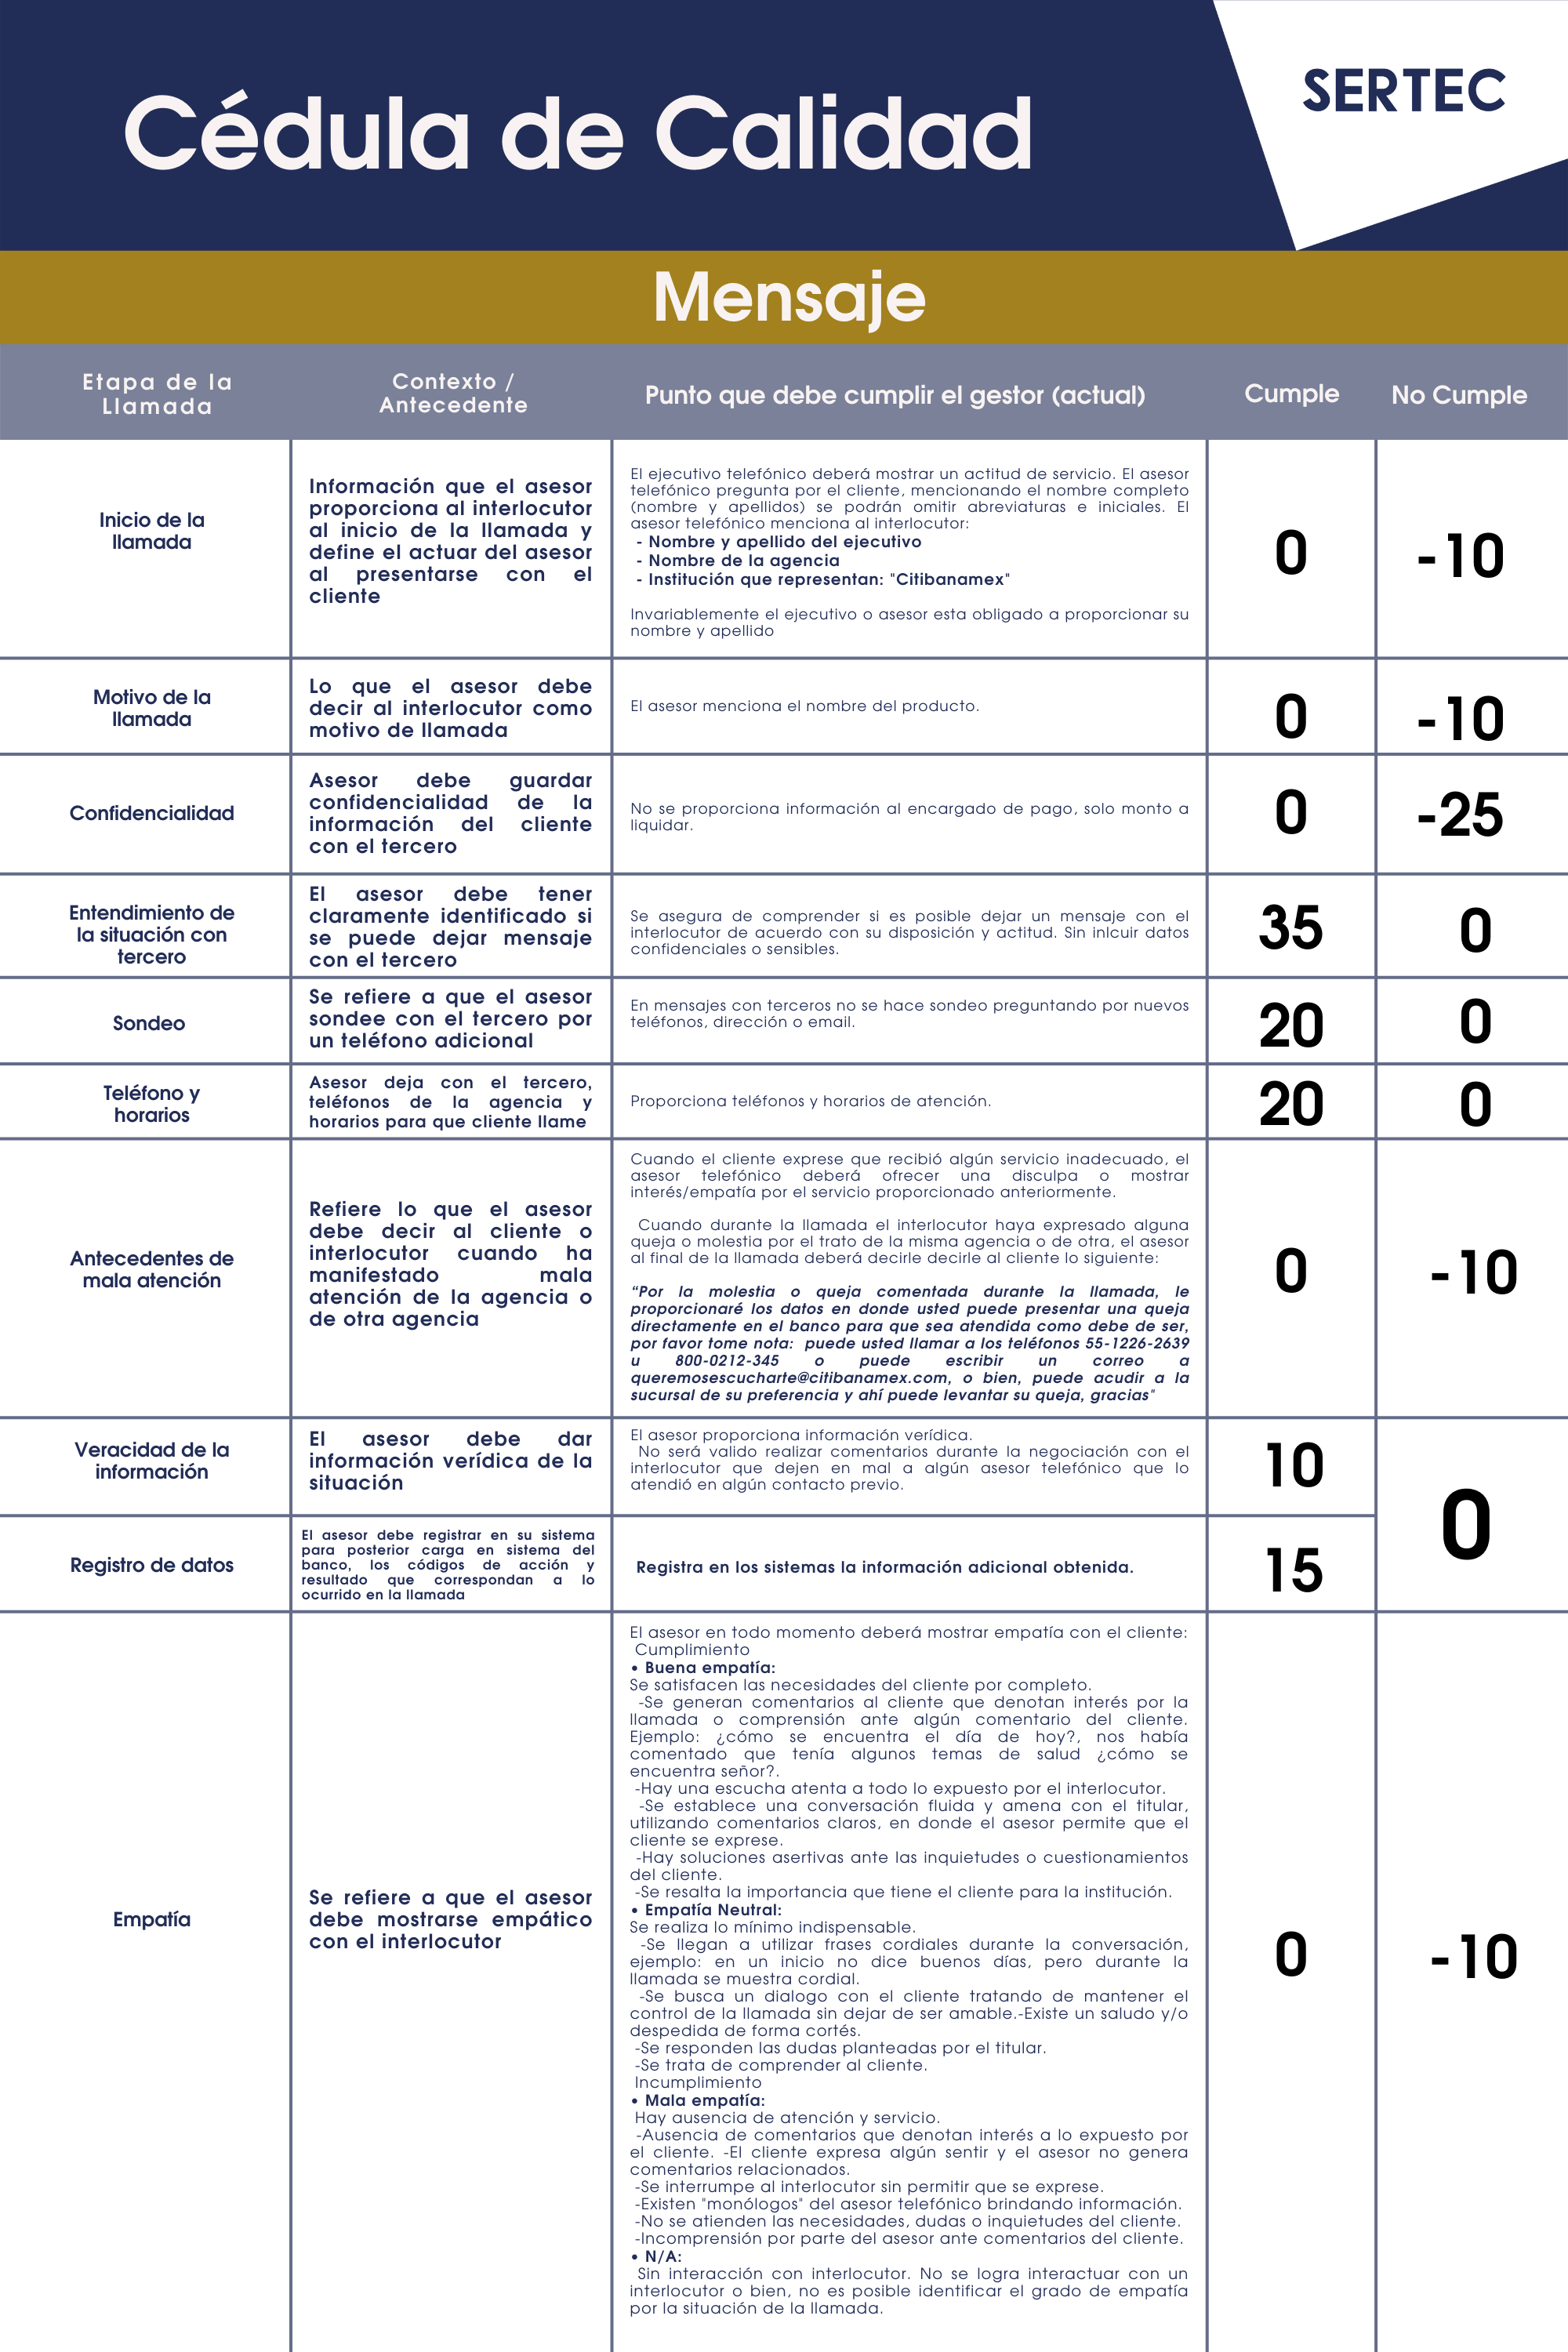 Cédula de Calidad
SERTEC
Mensaje
Etapa de la
Llamada
Contexto /
Antecedente
Punto que debe cumplir el gestor (actual)
Cumple
No Cumple
Inicio de la
llamada
Información que el asesor
proporciona al interlocutor
al inicio de la llamada y
define el actuar del asesor
al presentarse con el
cliente
El ejecutivo telefónico deberá mostrar un actitud de servicio. El asesor
telefónico pregunta por el cliente, mencionando el nombre completo
(nombre y apellidos) se podrán omitir abreviaturas e iniciales. El
asesor telefónico menciona al interlocutor:
- Nombre y apellido del ejecutivo
- Nombre de la agencia
- Institución que representan: "Citibanamex"
Invariablemente el ejecutivo o asesor esta obligado a proporcionar su
nombre y apellido
0
-10
Motivo de la
llamada
Lo que el asesor debe
decir al interlocutor como
motivo de llamada
El asesor menciona el nombre del producto.
0
-10
Confidencialidad
Asesor debe guardar
confidencialidad de la
información del cliente
con el tercero
No se proporciona información al encargado de pago, solo monto a
liquidar.
0
-25
Entendimiento de
la situación con
tercero
El asesor debe tener
claramente identificado si
se puede dejar mensaje
con el tercero
Se asegura de comprender si es posible dejar un mensaje con el
interlocutor de acuerdo con su disposición y actitud. Sin inlcuir datos
confidenciales o sensibles.
35
0
Sondeo
Se refiere a que el asesor
sondee con el tercero por
un teléfono adicional
En mensajes con terceros no se hace sondeo preguntando por nuevos
teléfonos, dirección o email.
20
0
Teléfono y
horarios
Asesor deja con el tercero,
teléfonos de la agencia y
horarios para que cliente llame
Proporciona teléfonos y horarios de atención.
20
0
Antecedentes de
mala atención
Refiere lo que el asesor
debe decir al cliente o
interlocutor cuando ha
manifestado mala
atención de la agencia o
de otra agencia
Cuando el cliente exprese que recibió algún servicio inadecuado, el
asesor telefónico deberá ofrecer una disculpa o mostrar
interés/empatía por el servicio proporcionado anteriormente.
Cuando durante la llamada el interlocutor haya expresado alguna
queja o molestia por el trato de la misma agencia o de otra, el asesor
al final de la llamada deberá decirle decirle al cliente lo siguiente:
“Por la molestia o queja comentada durante la llamada, le
proporcionaré los datos en donde usted puede presentar una queja
directamente en el banco para que sea atendida como debe de ser,
por favor tome nota: puede usted llamar a los teléfonos 55-1226-2639
u 800-0212-345 o puede escribir un correo a
queremosescucharte@citibanamex.com, o bien, puede acudir a la
sucursal de su preferencia y ahí puede levantar su queja, gracias"
0
-10
Veracidad de la
información
El asesor debe dar
información verídica de la
situación
El asesor proporciona información verídica.
No será valido realizar comentarios durante la negociación con el
interlocutor que dejen en mal a algún asesor telefónico que lo
atendió en algún contacto previo.
10
0
Registro de datos
El asesor debe registrar en su sistema
para posterior carga en sistema del
banco, los códigos de acción y
resultado que correspondan a lo
ocurrido en la llamada
Registra en los sistemas la información adicional obtenida.
15
Empatía
Se refiere a que el asesor
debe mostrarse empático
con el interlocutor
El asesor en todo momento deberá mostrar empatía con el cliente:
Cumplimiento
• Buena empatía:
Se satisfacen las necesidades del cliente por completo.
-Se generan comentarios al cliente que denotan interés por la
llamada o comprensión ante algún comentario del cliente.
Ejemplo: ¿cómo se encuentra el día de hoy?, nos había
comentado que tenía algunos temas de salud ¿cómo se
encuentra señor?.
-Hay una escucha atenta a todo lo expuesto por el interlocutor.
-Se establece una conversación fluida y amena con el titular,
utilizando comentarios claros, en donde el asesor permite que el
cliente se exprese.
-Hay soluciones asertivas ante las inquietudes o cuestionamientos
del cliente.
-Se resalta la importancia que tiene el cliente para la institución.
• Empatía Neutral:
Se realiza lo mínimo indispensable.
-Se llegan a utilizar frases cordiales durante la conversación,
ejemplo: en un inicio no dice buenos días, pero durante la
llamada se muestra cordial.
-Se busca un dialogo con el cliente tratando de mantener el
control de la llamada sin dejar de ser amable.-Existe un saludo y/o
despedida de forma cortés.
-Se responden las dudas planteadas por el titular.
-Se trata de comprender al cliente.
Incumplimiento
• Mala empatía:
Hay ausencia de atención y servicio.
-Ausencia de comentarios que denotan interés a lo expuesto por
el cliente. -El cliente expresa algún sentir y el asesor no genera
comentarios relacionados.
-Se interrumpe al interlocutor sin permitir que se exprese.
-Existen "monólogos" del asesor telefónico brindando información.
-No se atienden las necesidades, dudas o inquietudes del cliente.
-Incomprensión por parte del asesor ante comentarios del cliente.
• N/A:
Sin interacción con interlocutor. No se logra interactuar con un
interlocutor o bien, no es posible identificar el grado de empatía
por la situación de la llamada.
0
-10